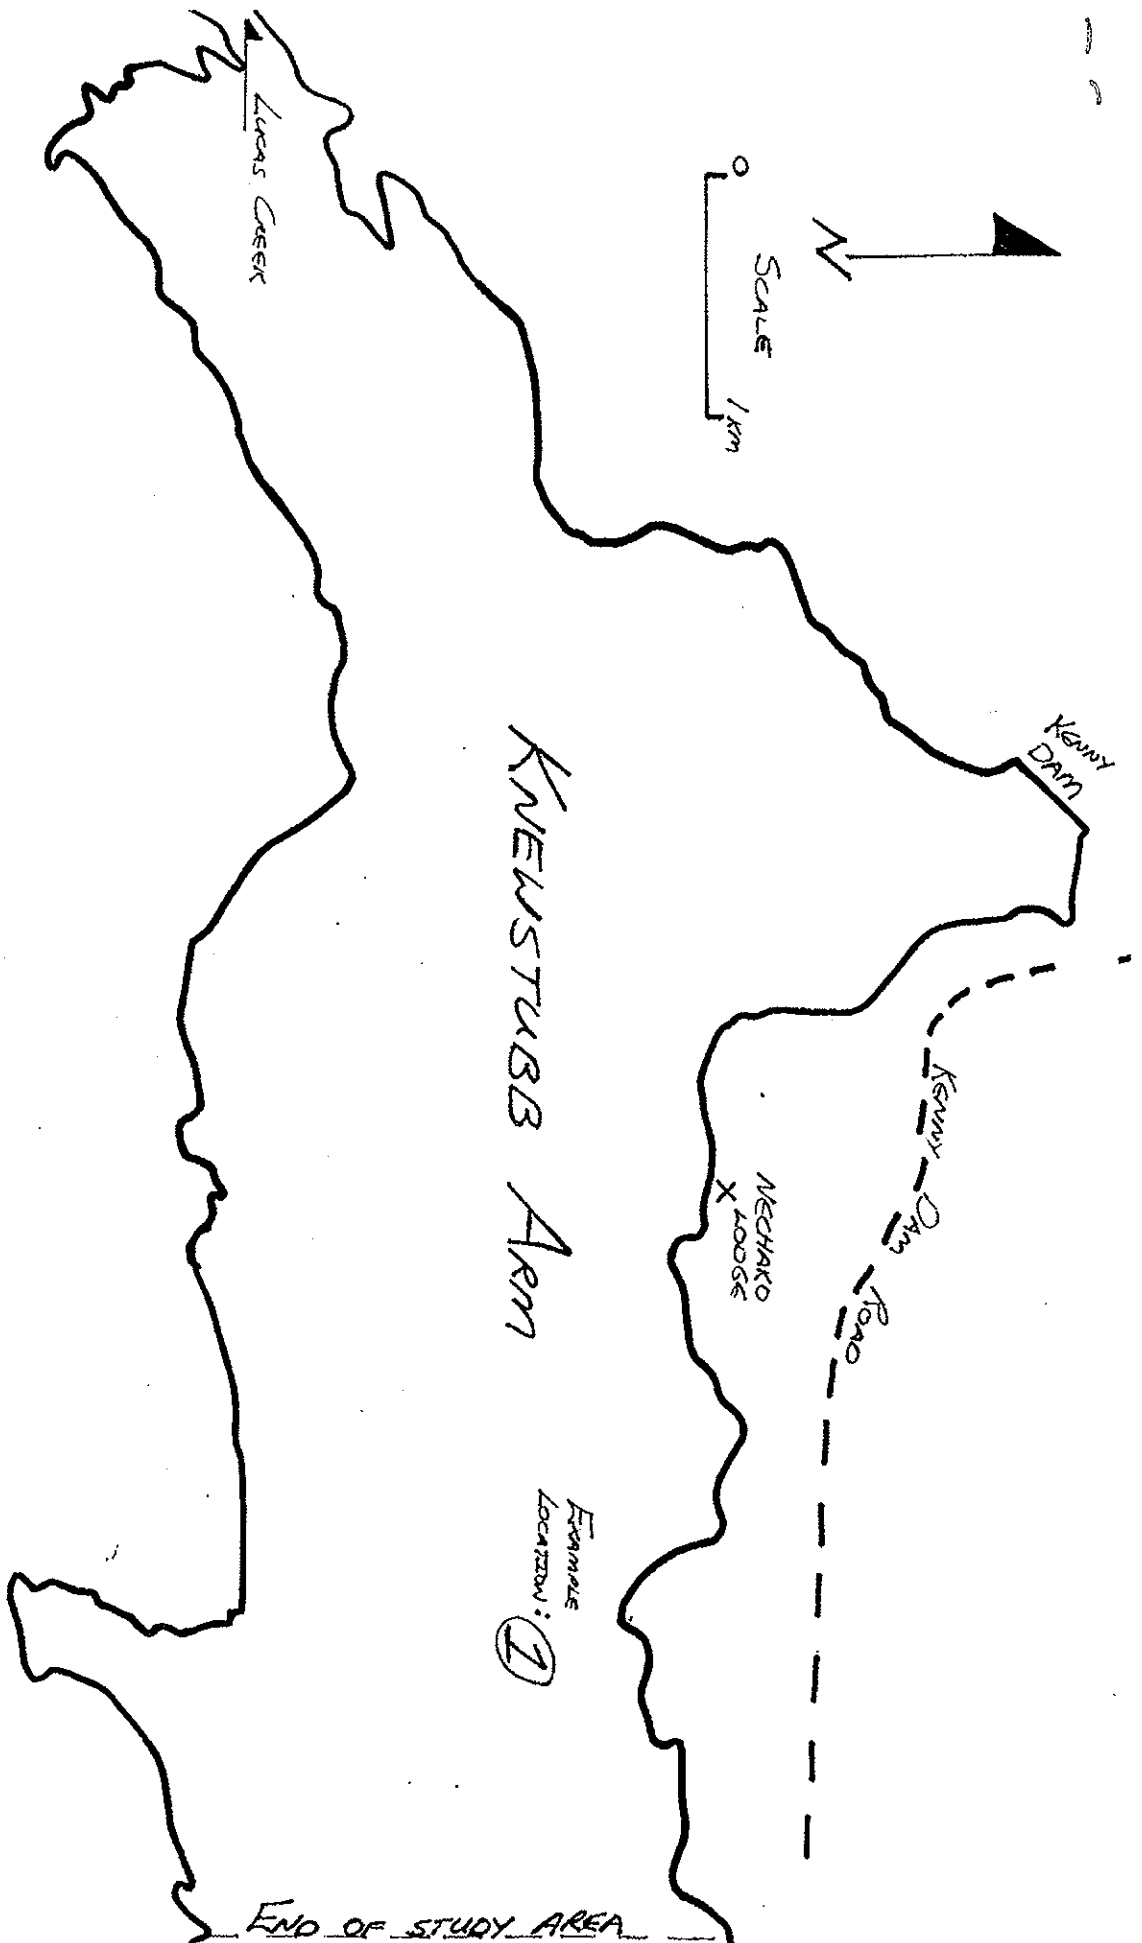 KENNY
DAM
KENNY DAM ROAD
N
0 1 KM
SCALE
NECHAKO
X LODGE
KNEWSTUBB ARM
EXAMPLE
LOCATION: 1
LUCAS CREEK
END OF STUDY AREA